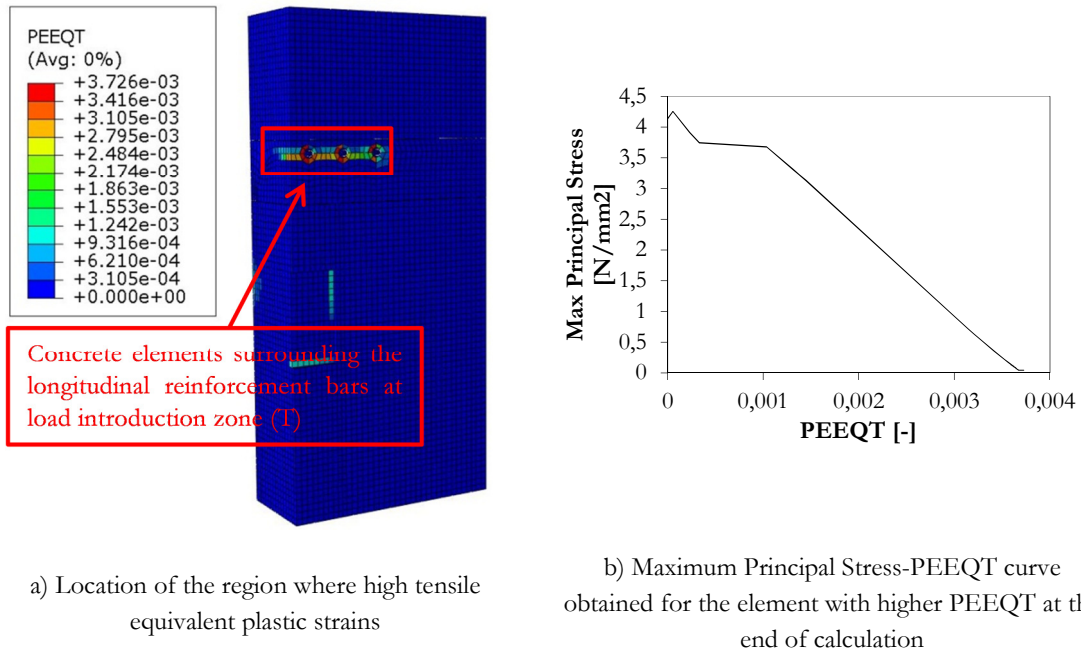 PEEQT
(Avg: 0%)
+3.726e-03
+3.416e-03
+3.105e-03
+2.795e-03
+2.484e-03
+2.174e-03
+1.863e-03
+1.553e-03
+1.242e-03
+9.316e-04
+6.210e-04
+3.105e-04
+0.000e+00
Concrete elements surrounding the
longitudinal reinforcement bars at
load introduction zone (T)
Max Principal Stress
[N/mm2]
4,5
4
3,5
3
2,5
2
1,5
1
0,5
0
0
0,001
0,002
0,003
0,004
PEEQT [-]
a) Location of the region where high tensile
equivalent plastic strains
b) Maximum Principal Stress-PEEQT curve
obtained for the element with higher PEEQT at th
end of calculation